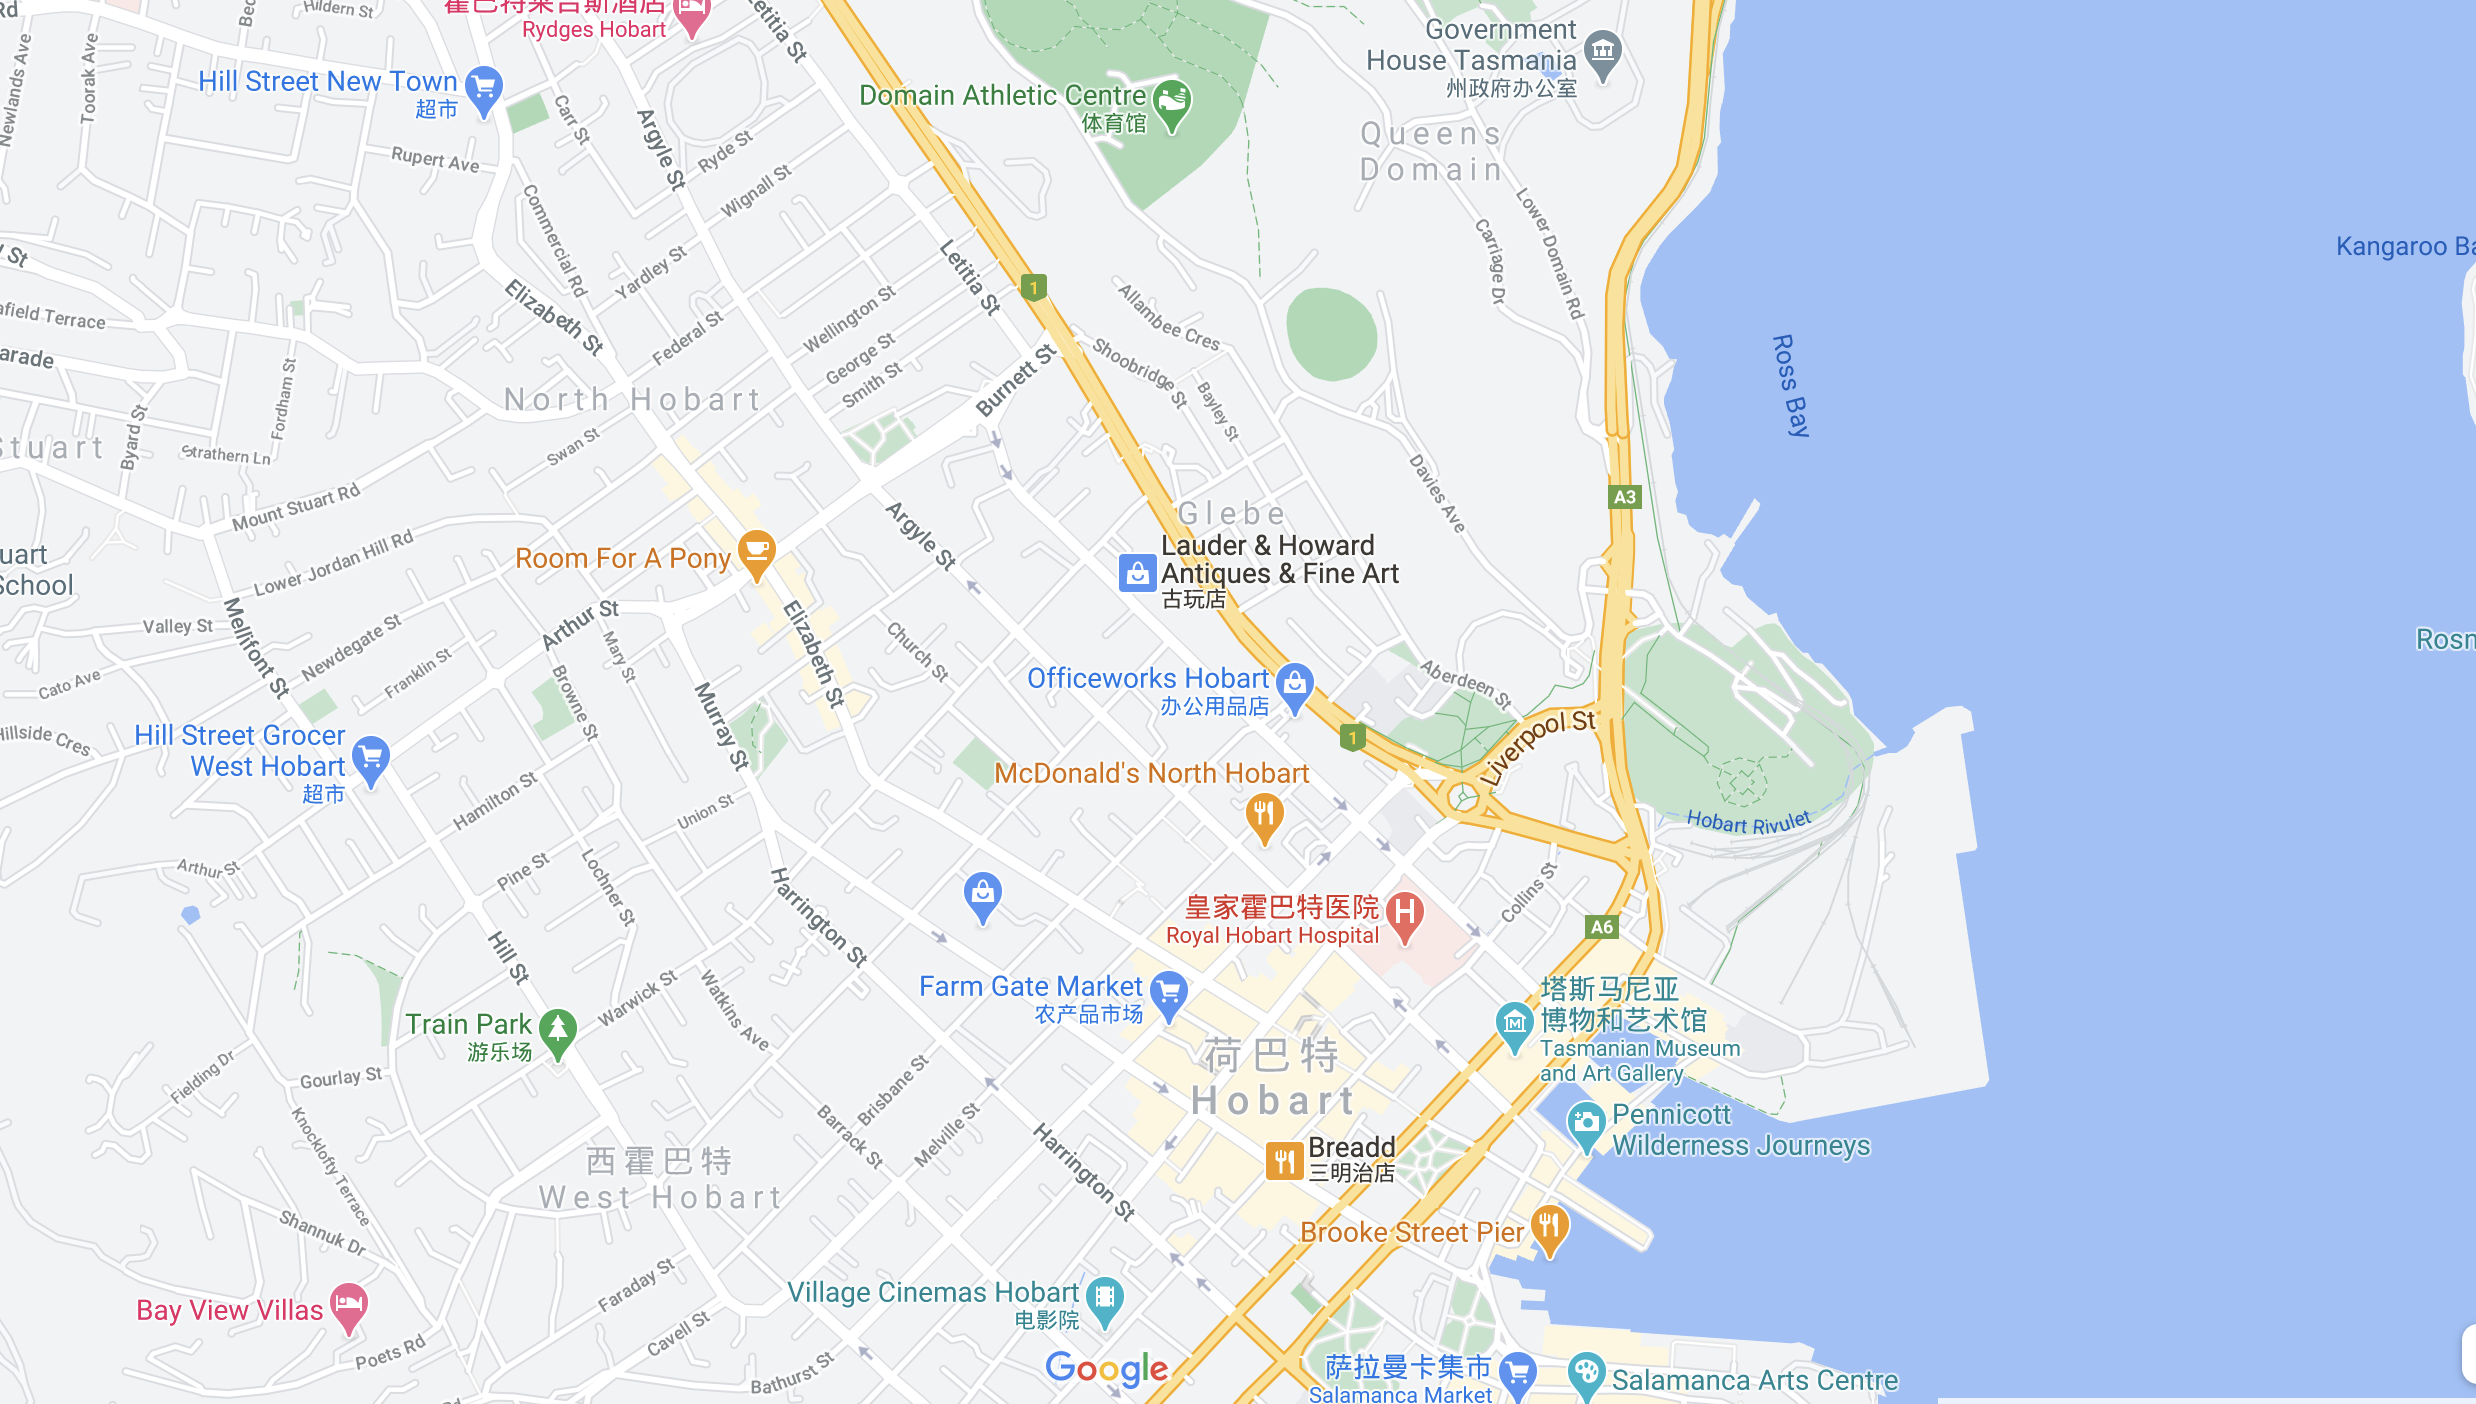 Hildern St
Letitia St
Rydges Hobart
Government
House Tasmania
州政府办公室
Newlands Ave
Toorak Ave
Hill Street New Town
超市
Domain Athletic Centre
体育馆
Carr St
Argyle St
Ryde St
Queens
Domain
Rupert Ave
Wignall St
Commercial Rd
Lower Domain Rd
Carriage Dr
Kangaroo Ba
Yardley St
Letitia St
1
Elizabeth St
Wellington St
Allambee Cres
afield Terrace
Federal St
George St
Shoobridge St
Ross Bay
arade
Smith St
Burnett St
Bayley St
North Hobart
Fordham St
Byard St
Stuart
Strathern Ln
Swan St
Davies Ave
A3
Mount Stuart Rd
Argyle St
Glebe
Lauder & Howard
Antiques & Fine Art
古玩店
uart
School
Lower Jordan Hill Rd
Room For A Pony
Valley St
Mellifont St
Newdegate St
Arthur St
Mary St
Elizabeth St
Church St
Rosn
Cato Ave
Franklin St
Browne St
Murray St
Officeworks Hobart
办公用品店
Aberdeen St
Hillside Cres
Hill Street Grocer
West Hobart
超市
1
Liverpool St
McDonald's North Hobart
Hamilton St
Union St
Hobart Rivulet
Arthur St
Pine St
Lochner St
Harrington St
Collins St
皇家霍巴特医院
Royal Hobart Hospital
A6
Hill St
Warwick St
Watkins Ave
Farm Gate Market
农产品市场
塔斯马尼亚
博物和艺术馆
Tasmanian Museum
and Art Gallery
Train Park
游乐场
荷巴特
Hobart
Fielding Dr
Gourlay St
Brisbane St
Knocklofty Terrace
Barrack St
Melville St
Harrington St
Pennicott
Wilderness Journeys
Breadd
三明治店
西霍巴特
West Hobart
Shannuk Dr
Brooke Street Pier
Faraday St
Village Cinemas Hobart
电影院
Bay View Villas
Cavell St
Poets Rd
Bathurst St
Google
萨拉曼卡集市
Salamanca Market
Salamanca Arts Centre